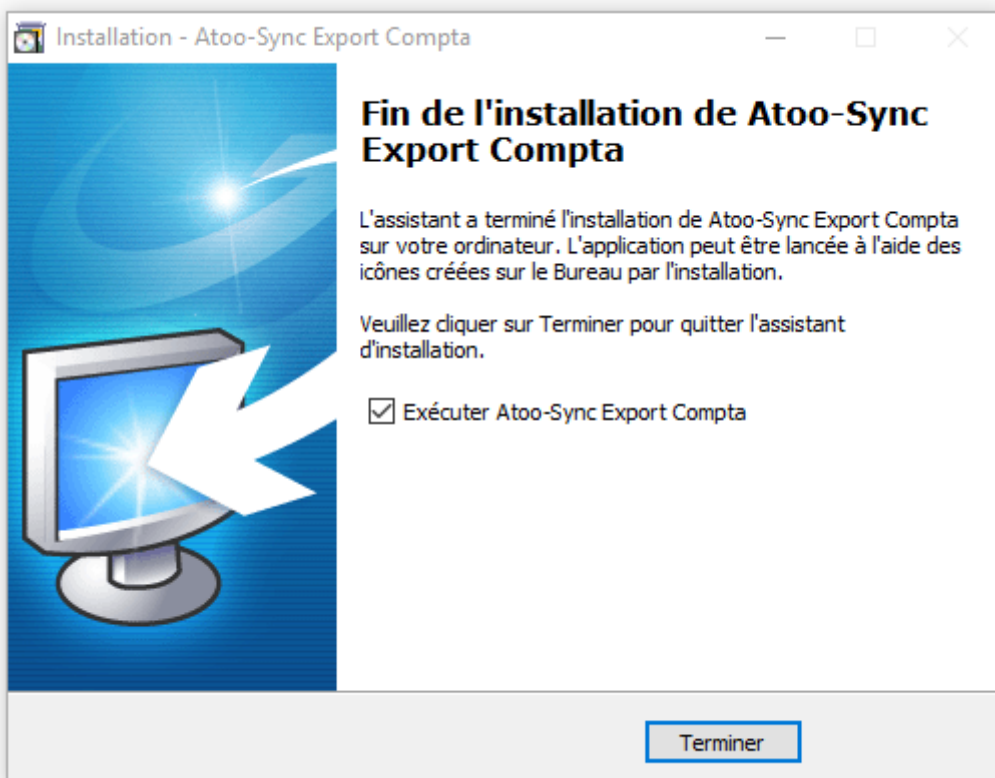 Installation - Atoo-Sync Export Compta
Fin de l'installation de Atoo-Sync
Export Compta
L'assistant a terminé l'installation de Atoo-Sync Export Compta
sur votre ordinateur. L'application peut être lancée à l'aide des
icônes créées sur le Bureau par l'installation.
Veuillez cliquer sur Terminer pour quitter l'assistant
d'installation.
Exécuter Atoo-Sync Export Compta
Terminer